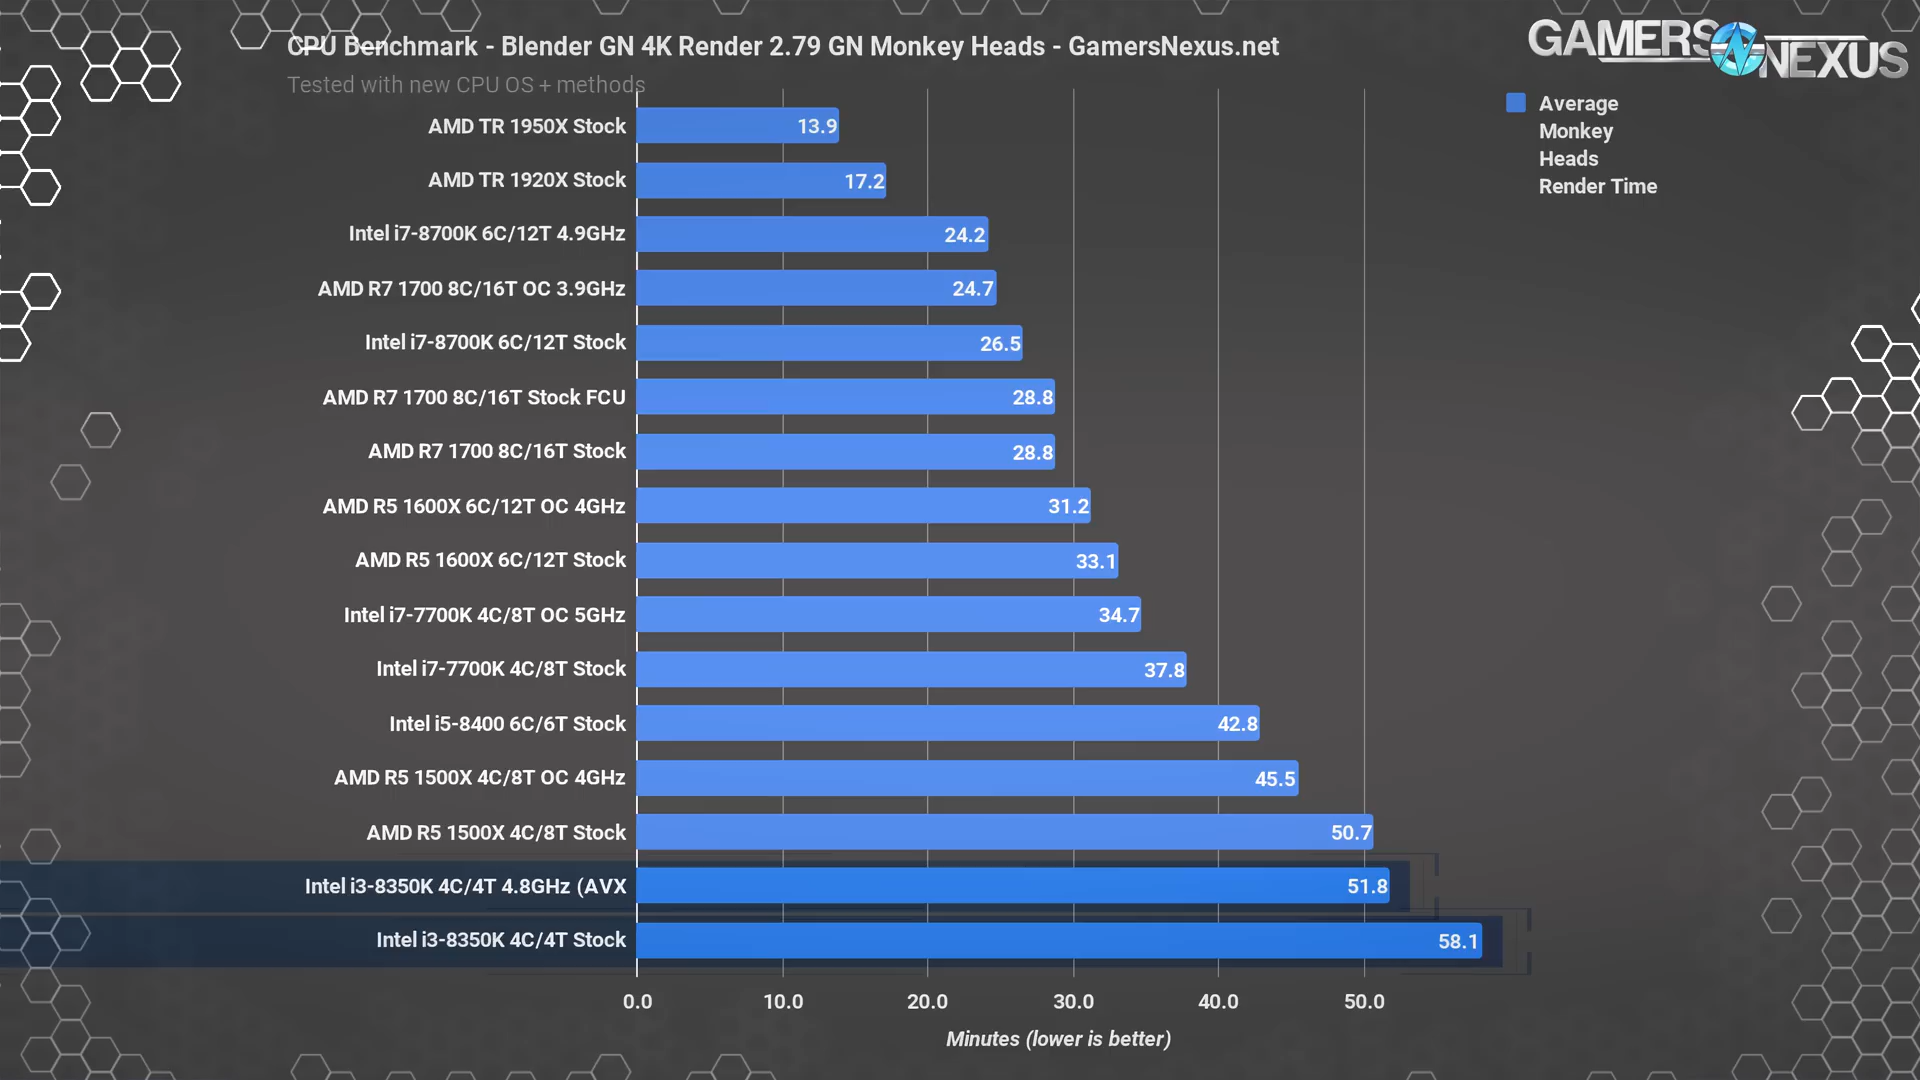 CPU Benchmark - Blender GN 4K Render 2.79 GN Monkey Heads - GamersNexus.net
GAMERS NEXUS
Tested with new CPU OS + methods
Average
Monkey
Heads
Render Time
AMD TR 1950X Stock 13.9
AMD TR 1920X Stock 17.2
Intel i7-8700K 6C/12T 4.9GHz 24.2
AMD R7 1700 8C/16T OC 3.9GHz 24.7
Intel i7-8700K 6C/12T Stock 26.5
AMD R7 1700 8C/16T Stock FCU 28.8
AMD R7 1700 8C/16T Stock 28.8
AMD R5 1600X 6C/12T OC 4GHz 31.2
AMD R5 1600X 6C/12T Stock 33.1
Intel i7-7700K 4C/8T OC 5GHz 34.7
Intel i7-7700K 4C/8T Stock 37.8
Intel i5-8400 6C/6T Stock 42.8
AMD R5 1500X 4C/8T OC 4GHz 45.5
AMD R5 1500X 4C/8T Stock 50.7
Intel i3-8350K 4C/4T 4.8GHz (AVX 51.8
Intel i3-8350K 4C/4T Stock 58.1
0.0 10.0 20.0 30.0 40.0 50.0
Minutes (lower is better)